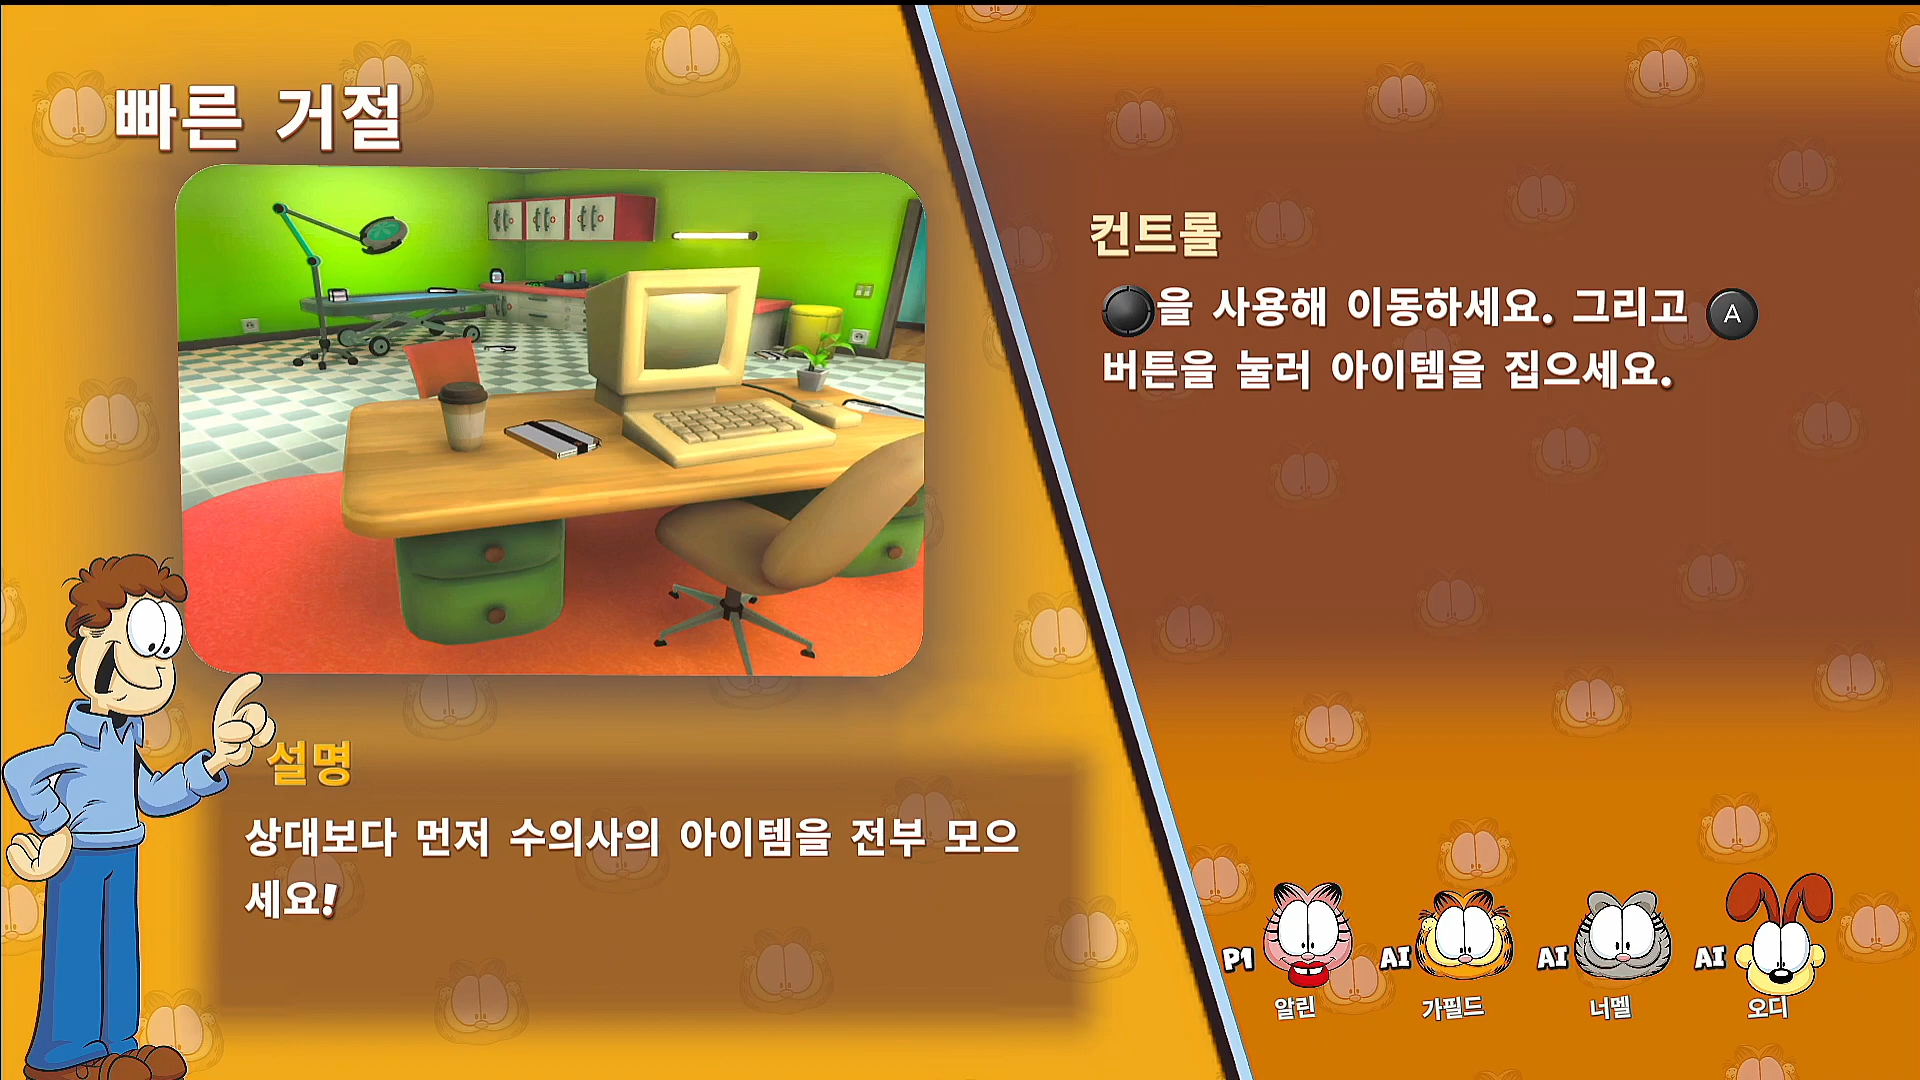 빠른 거절
컨트롤
을 사용해 이동하세요. 그리고 A
버튼을 눌러 아이템을 집으세요.
설명
상대보다 먼저 수의사의 아이템을 전부 모으
세요!
P1 AI AI AI
알린 가필드 너멜 오디